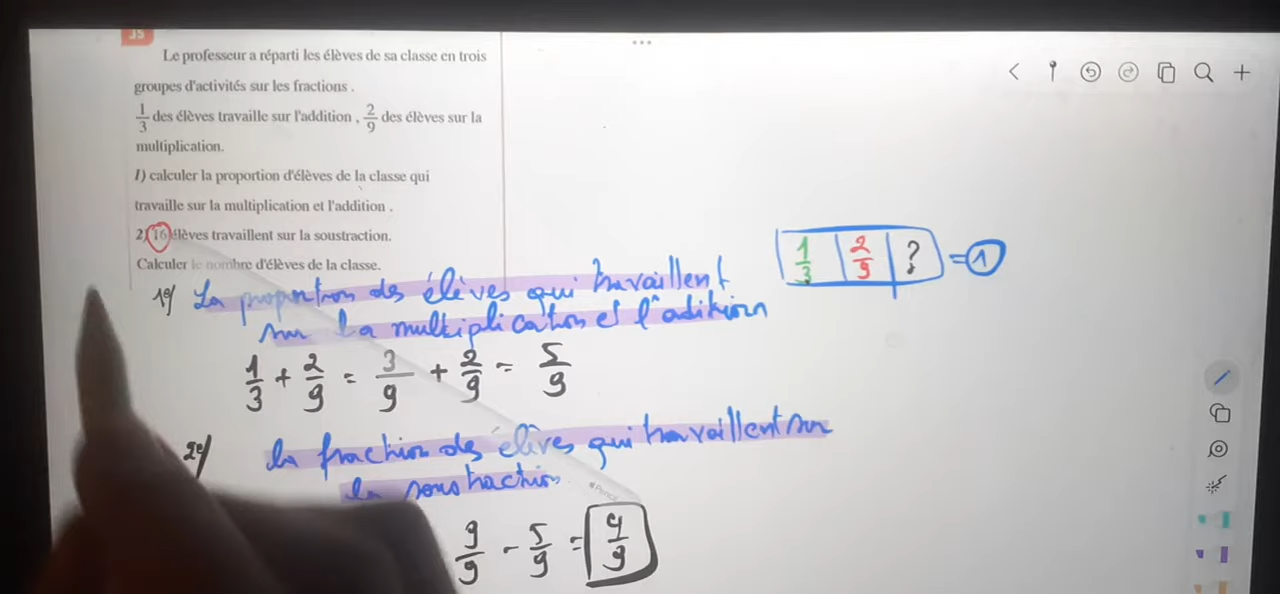 35
Le professeur a réparti les élèves de sa classe en trois
groupes d'activités sur les fractions .
1/3 des élèves travaille sur l'addition , 2/9 des élèves sur la
multiplication.
1) calculer la proportion d'élèves de la classe qui
travaille sur la multiplication et l'addition .
2) 16 élèves travaillent sur la soustraction.
Calculer le nombre d'élèves de la classe.
1/3 2/9 ? = 1
1°/ La proportion des élèves qui travaillent
sur la multiplication et l'adition
1/3 + 2/9 = 3/9 + 2/9 = 5/9
2°/ la fraction des élèves qui travaillent sur
la soustraction
9/9 - 5/9 = 4/9